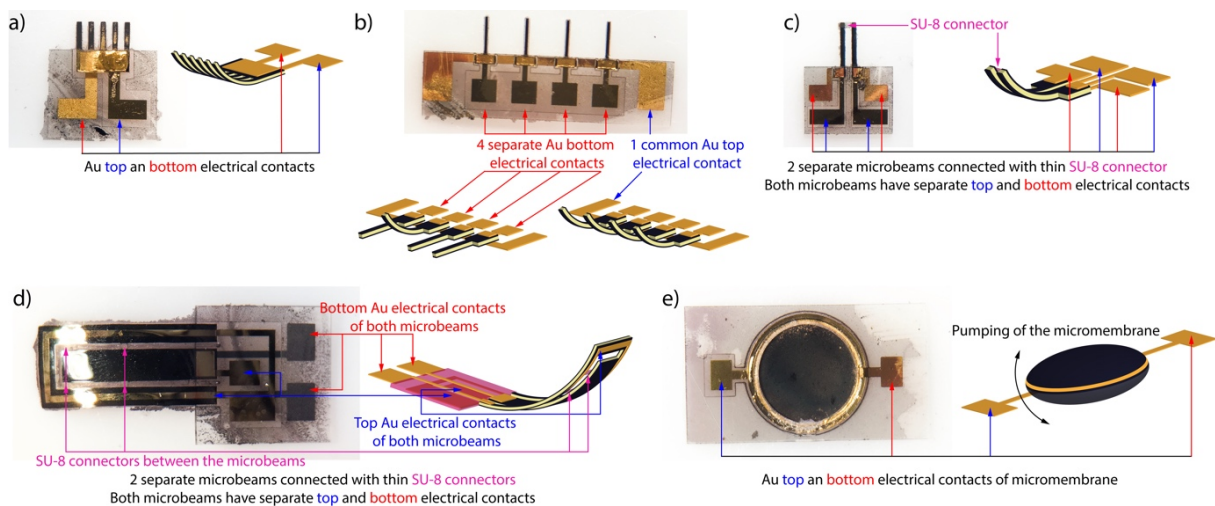 a)
Au top an bottom electrical contacts
b)
4 separate Au bottom
electrical contacts
1 common Au top
electrical contact
c)
SU-8 connector
2 separate microbeams connected with thin SU-8 connector
Both microbeams have separate top and bottom electrical contacts
d)
Bottom Au electrical contacts
of both microbeams
Top Au electrical contacts
of both microbeams
SU-8 connectors between the microbeams
2 separate microbeams connected with thin SU-8 connectors
Both microbeams have separate top and bottom electrical contacts
e)
Pumping of the micromembrane
Au top an bottom electrical contacts of micromembrane